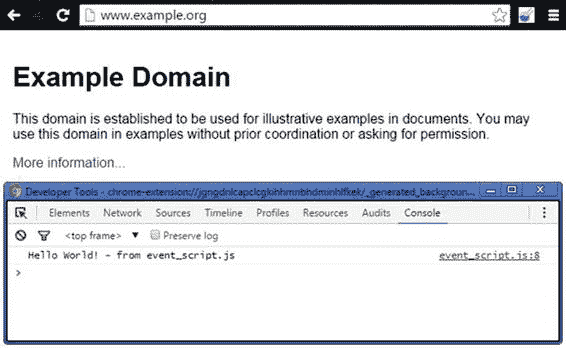 www.example.org
Example Domain
This domain is established to be used for illustrative examples in documents. You may
use this domain in examples without prior coordination or asking for permission.
More information...
Developer Tools - chrome-extension://
Elements Network Sources Timeline Profiles Resources Audits Console
<top frame> ▼ Preserve log
Hello World! - from event_script.js event_script.js:8
>